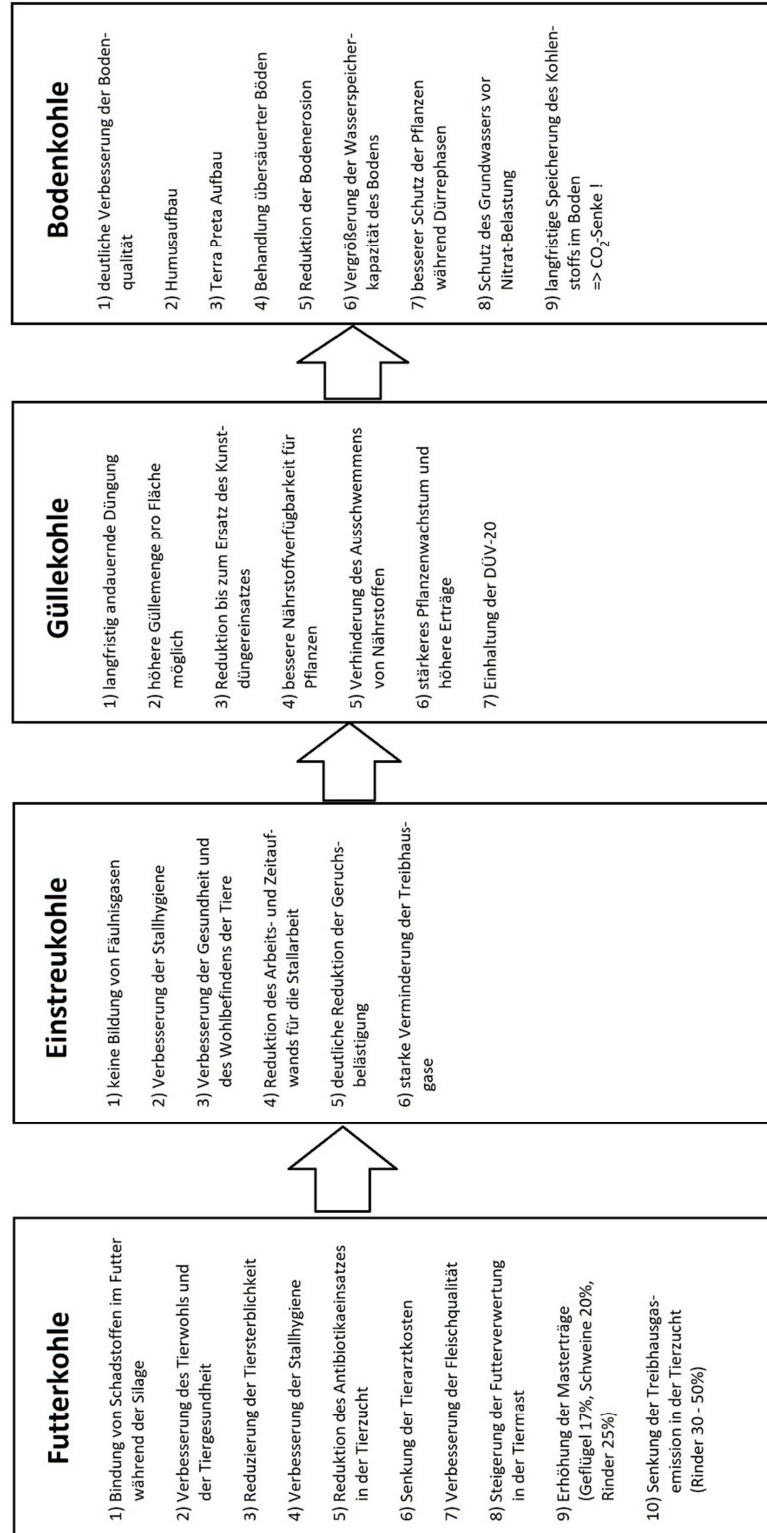 Futterkohle
1) Bindung von Schadstoffen im Futter
während der Silage
2) Verbesserung des Tierwohls und
der Tiergesundheit
3) Reduzierung der Tiersterblichkeit
4) Verbesserung der Stallhygiene
5) Reduktion des Antibiotikaeinsatzes
in der Tierzucht
6) Senkung der Tierarztkosten
7) Verbesserung der Fleischqualität
8) Steigerung der Futterverwertung
in der Tiermast
9) Erhöhung der Masterträge
(Geflügel 17%, Schweine 20%,
Rinder 25%)
10) Senkung der Treibhausgas-
emission in der Tierzucht
(Rinder 30 - 50%)
Einstreukohle
1) keine Bildung von Fäulnisgasen
2) Verbesserung der Stallhygiene
3) Verbesserung der Gesundheit und
des Wohlbefindens der Tiere
4) Reduktion des Arbeits- und Zeitauf-
wands für die Stallarbeit
5) deutliche Reduktion der Geruchs-
belästigung
6) starke Verminderung der Treibhaus-
gase
Güllekohle
1) langfristig andauernde Düngung
2) höhere Güllemenge pro Fläche
möglich
3) Reduktion bis zum Ersatz des Kunst-
düngereinsatzes
4) bessere Nährstoffverfügbarkeit für
Pflanzen
5) Verhinderung des Ausschwemmens
von Nährstoffen
6) stärkeres Pflanzenwachstum und
höhere Erträge
7) Einhaltung der DÜV-20
Bodenkohle
1) deutliche Verbesserung der Boden-
qualität
2) Humusaufbau
3) Terra Preta Aufbau
4) Behandlung übersäuerter Böden
5) Reduktion der Bodenerosion
6) Vergrößerung der Wasserspeicher-
kapazität des Bodens
7) besserer Schutz der Pflanzen
während Dürrephasen
8) Schutz des Grundwassers vor
Nitrat-Belastung
9) langfristige Speicherung des Kohlen-
stoffs im Boden
=> CO₂-Senke !